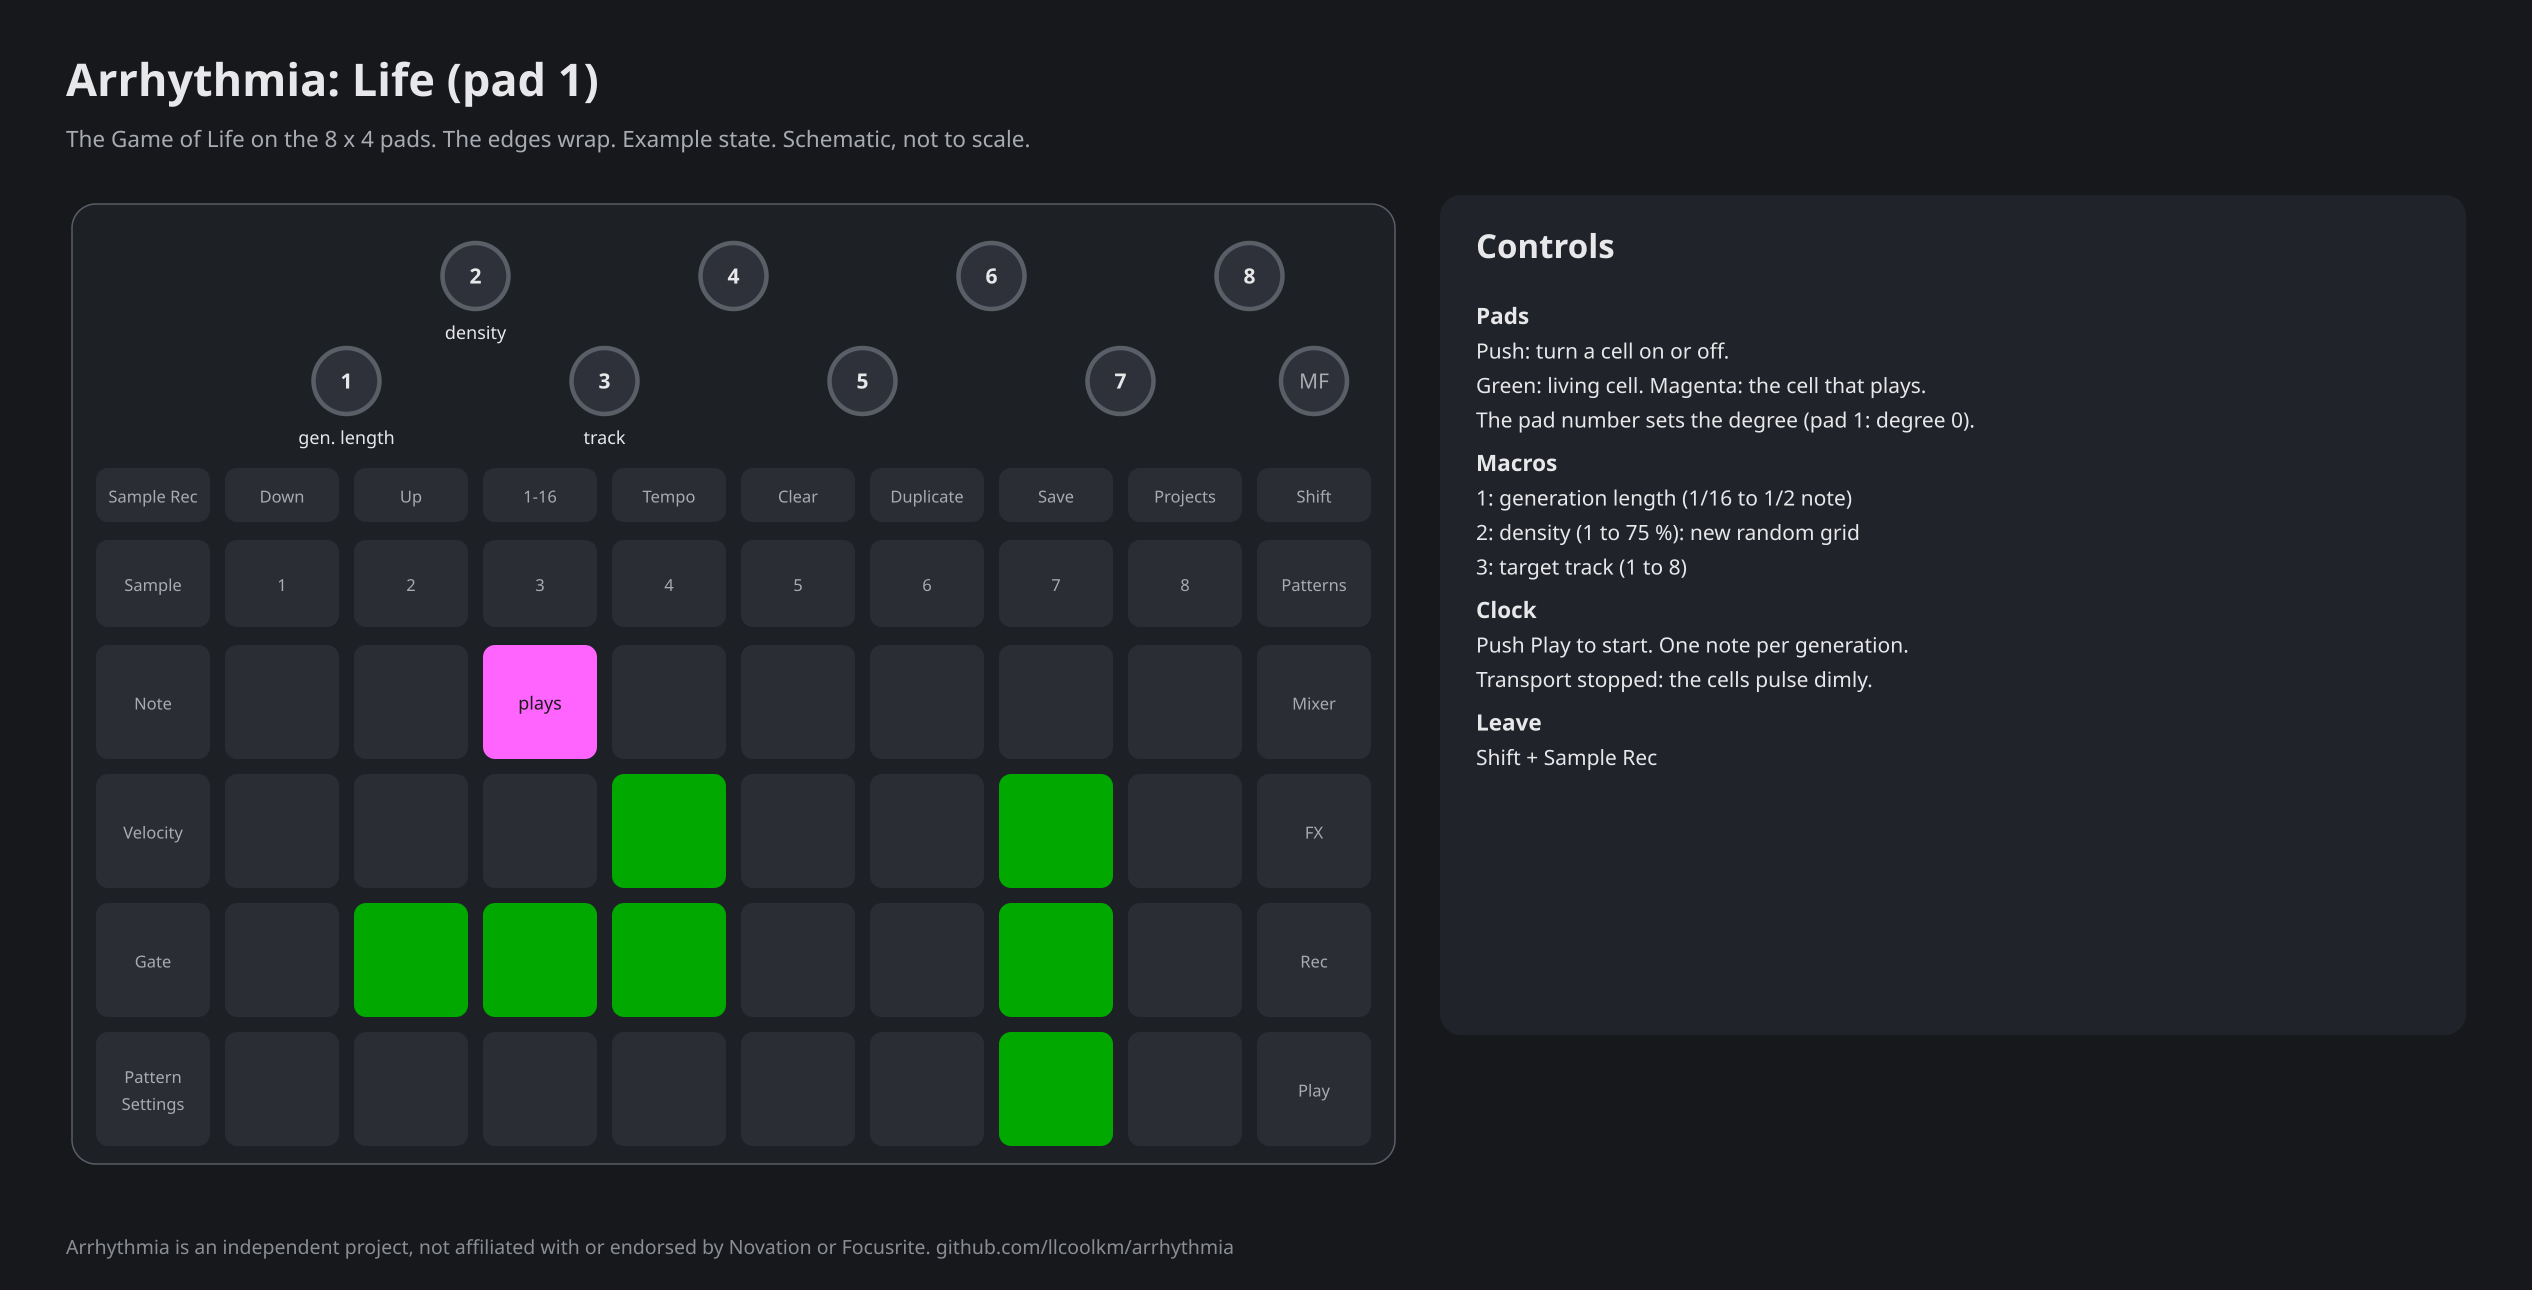 Arrhythmia: Life (pad 1)
The Game of Life on the 8 x 4 pads. The edges wrap. Example state. Schematic, not to scale.
2
4
6
8
density
1
3
5
7
MF
gen. length
track
Sample Rec
Down
Up
1-16
Tempo
Clear
Duplicate
Save
Projects
Shift
Sample
1
2
3
4
5
6
7
8
Patterns
Note
plays
Mixer
Velocity
FX
Gate
Rec
Pattern
Settings
Play
Controls
Pads
Push: turn a cell on or off.
Green: living cell. Magenta: the cell that plays.
The pad number sets the degree (pad 1: degree 0).
Macros
1: generation length (1/16 to 1/2 note)
2: density (1 to 75 %): new random grid
3: target track (1 to 8)
Clock
Push Play to start. One note per generation.
Transport stopped: the cells pulse dimly.
Leave
Shift + Sample Rec
Arrhythmia is an independent project, not affiliated with or endorsed by Novation or Focusrite. github.com/llcoolkm/arrhythmia